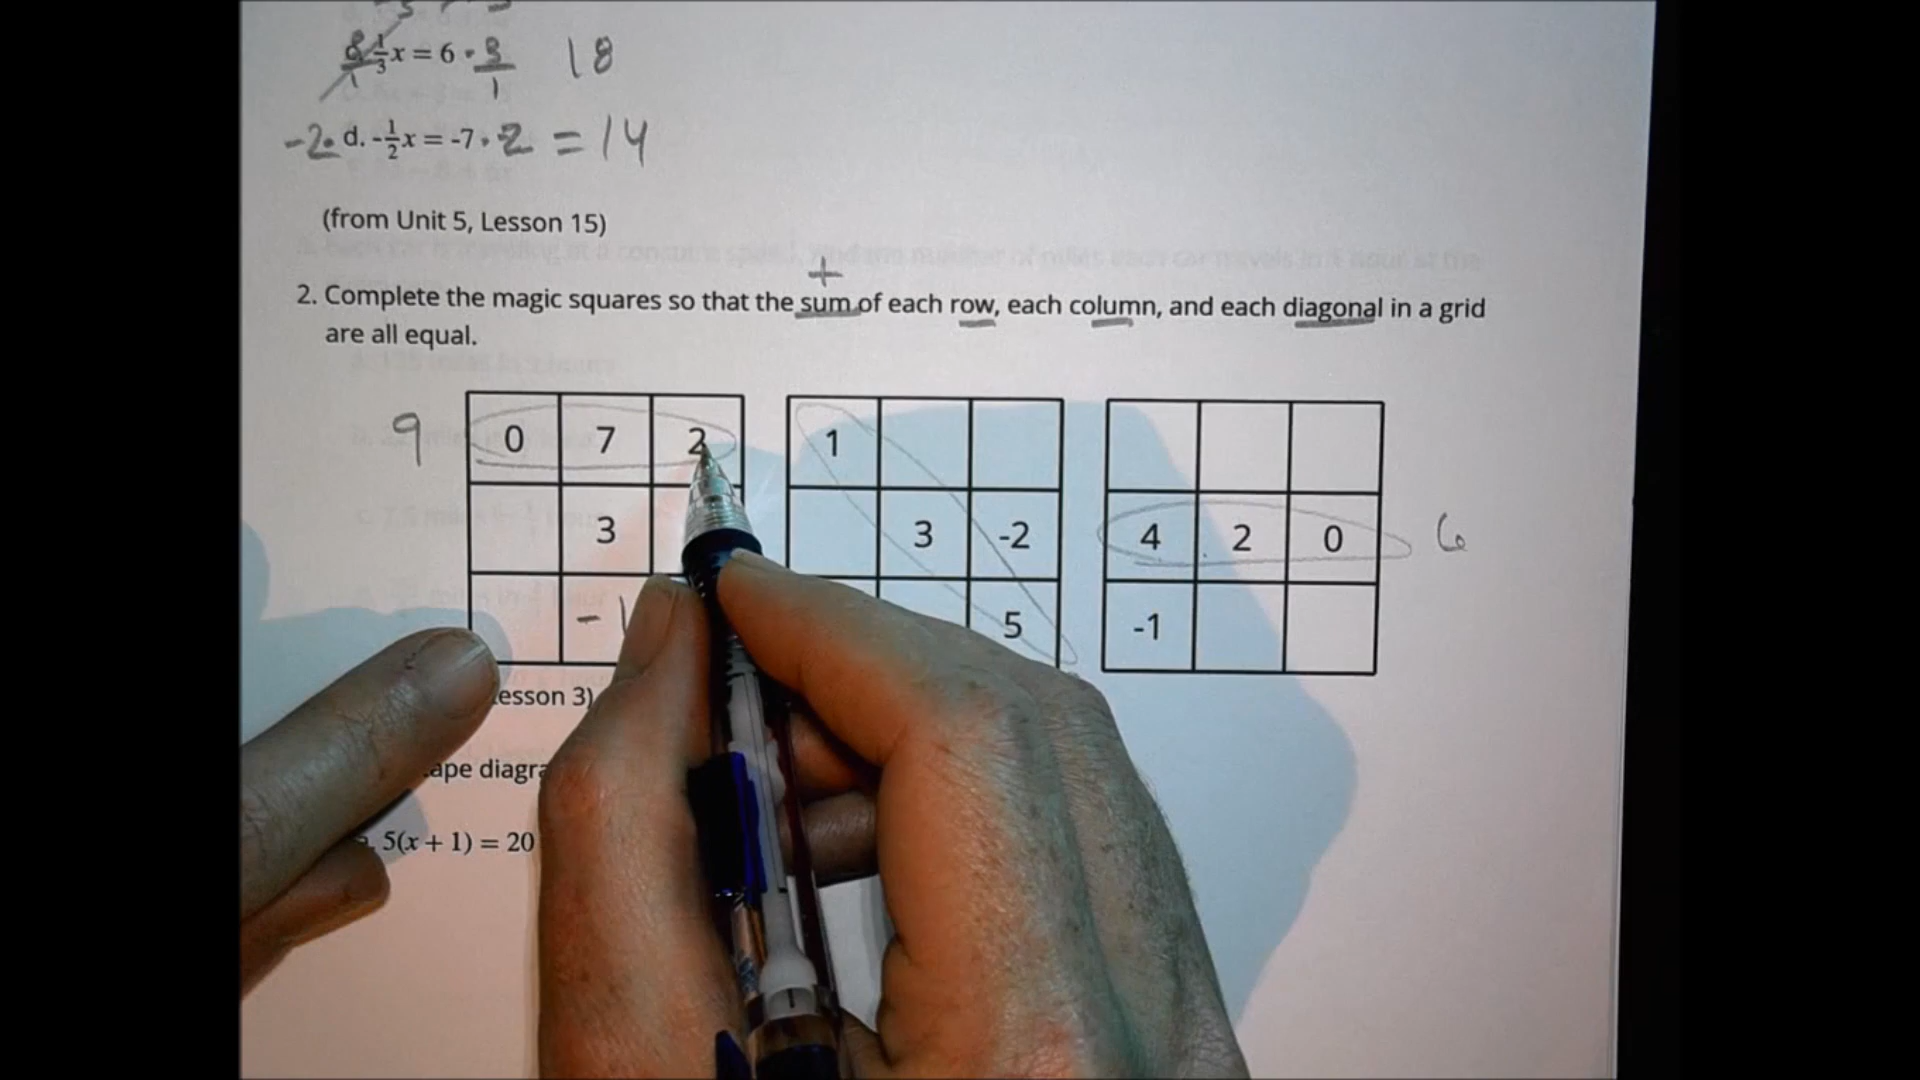 8/1 1/3 x = 6 · 3/1 18
-2 · d. -1/2 x = -7 · 2 = 14
(from Unit 5, Lesson 15)
+
2. Complete the magic squares so that the sum of each row, each column, and each diagonal in a grid
are all equal.
9 0 7 2 1
3 3 -2 4 2 0 6
-1 5 -1
esson 3)
ape diagra
5(x + 1) = 20